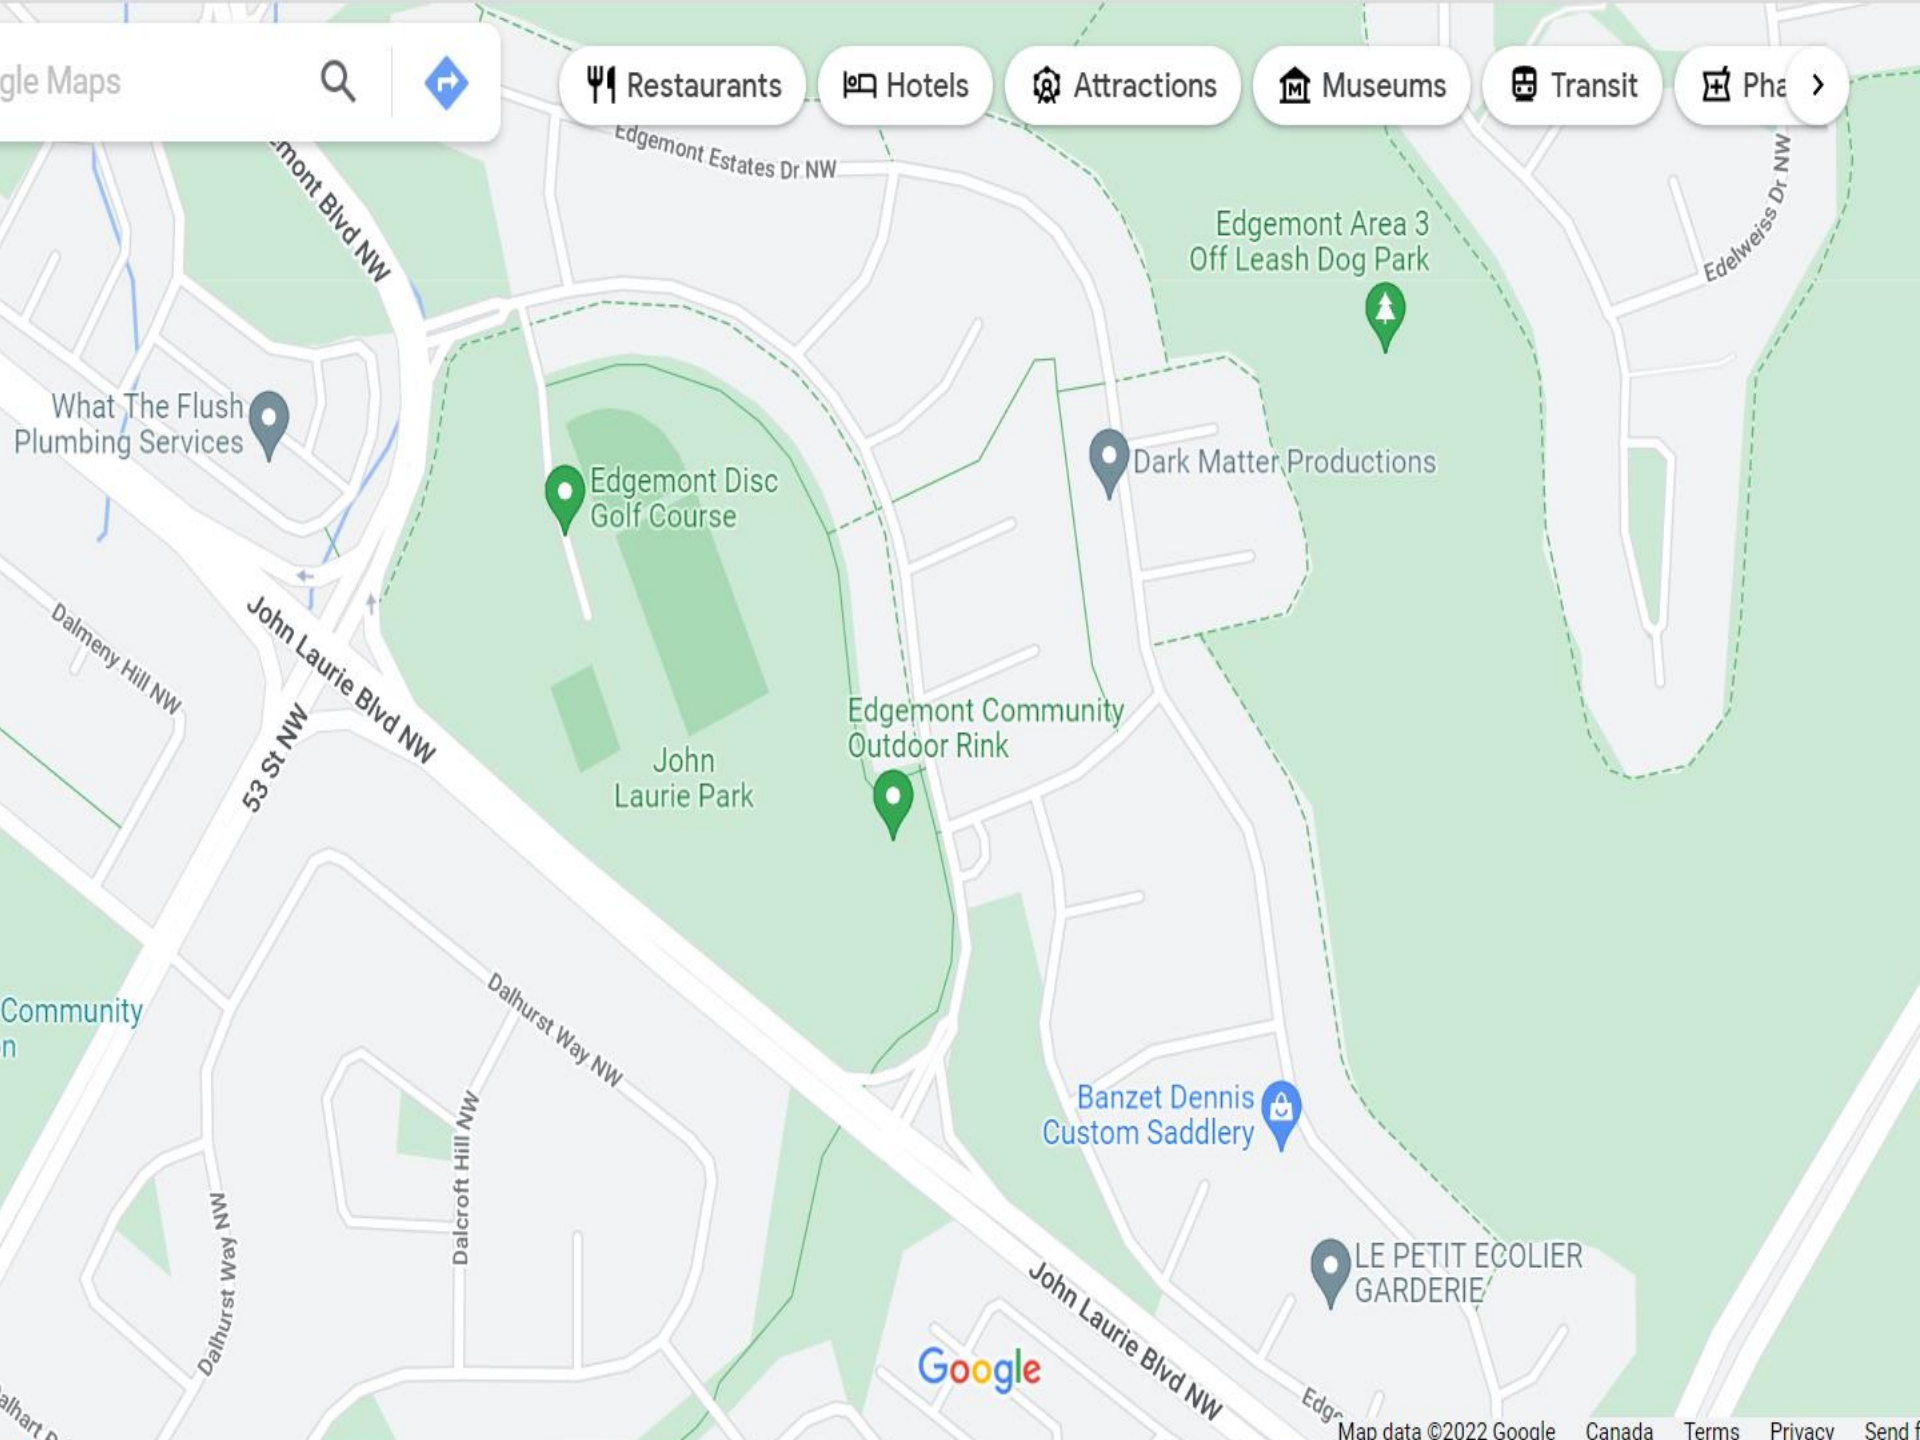 gle Maps
Restaurants
Hotels
Attractions
Museums
Transit
Pha
Edgemont Estates Dr NW
mont Blvd NW
Edelweiss Dr NW
Edgemont Area 3
Off Leash Dog Park
What The Flush
Plumbing Services
Dark Matter Productions
Edgemont Disc
Golf Course
Dalmeny Hill NW
John Laurie Blvd NW
53 St NW
Edgemont Community
Outdoor Rink
John
Laurie Park
Community
n
Dalhurst Way NW
Dalcroft Hill NW
Banzet Dennis
Custom Saddlery
Dalhurst Way NW
LE PETIT ECOLIER
GARDERIE
John Laurie Blvd NW
Google
Edge
alhart
Map data ©2022 Google Canada Terms Privacy Send f